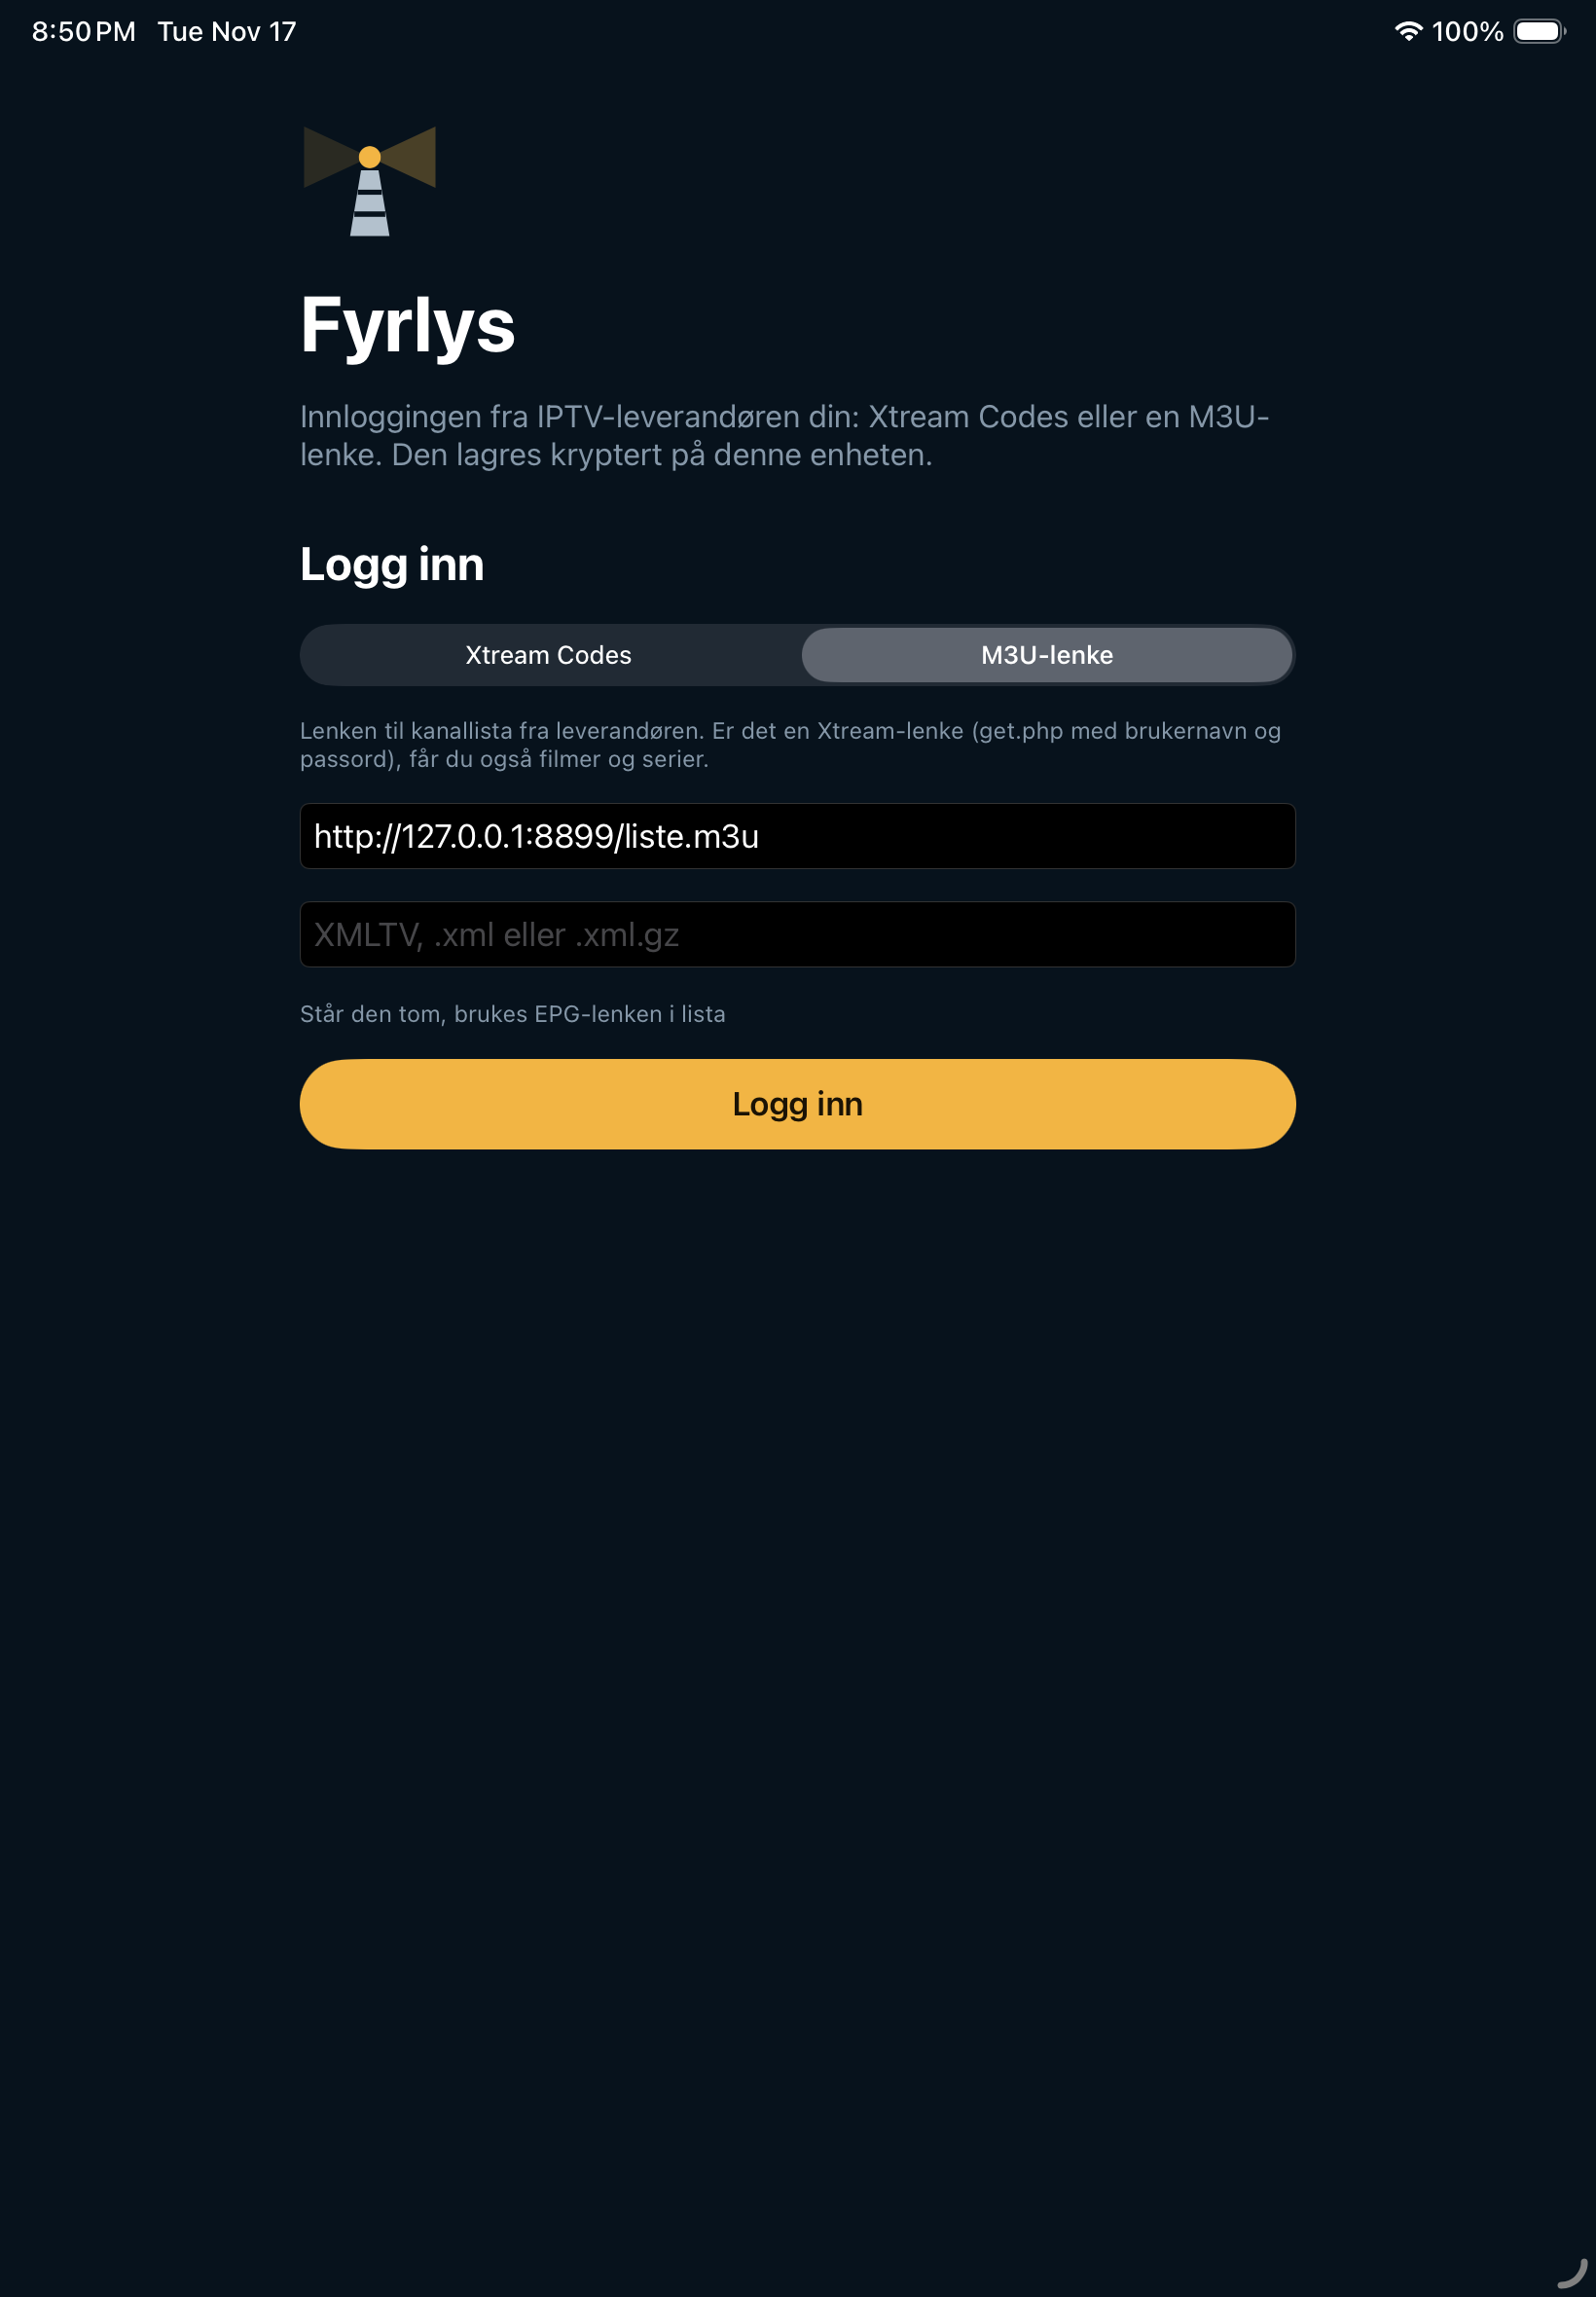 8:50 PM Tue Nov 17
100%
Fyrlys
Innloggingen fra IPTV-leverandøren din: Xtream Codes eller en M3U-
lenke. Den lagres kryptert på denne enheten.
Logg inn
Xtream Codes
M3U-lenke
Lenken til kanallista fra leverandøren. Er det en Xtream-lenke (get.php med brukernavn og
passord), får du også filmer og serier.
http://127.0.0.1:8899/liste.m3u
XMLTV, .xml eller .xml.gz
Står den tom, brukes EPG-lenken i lista
Logg inn